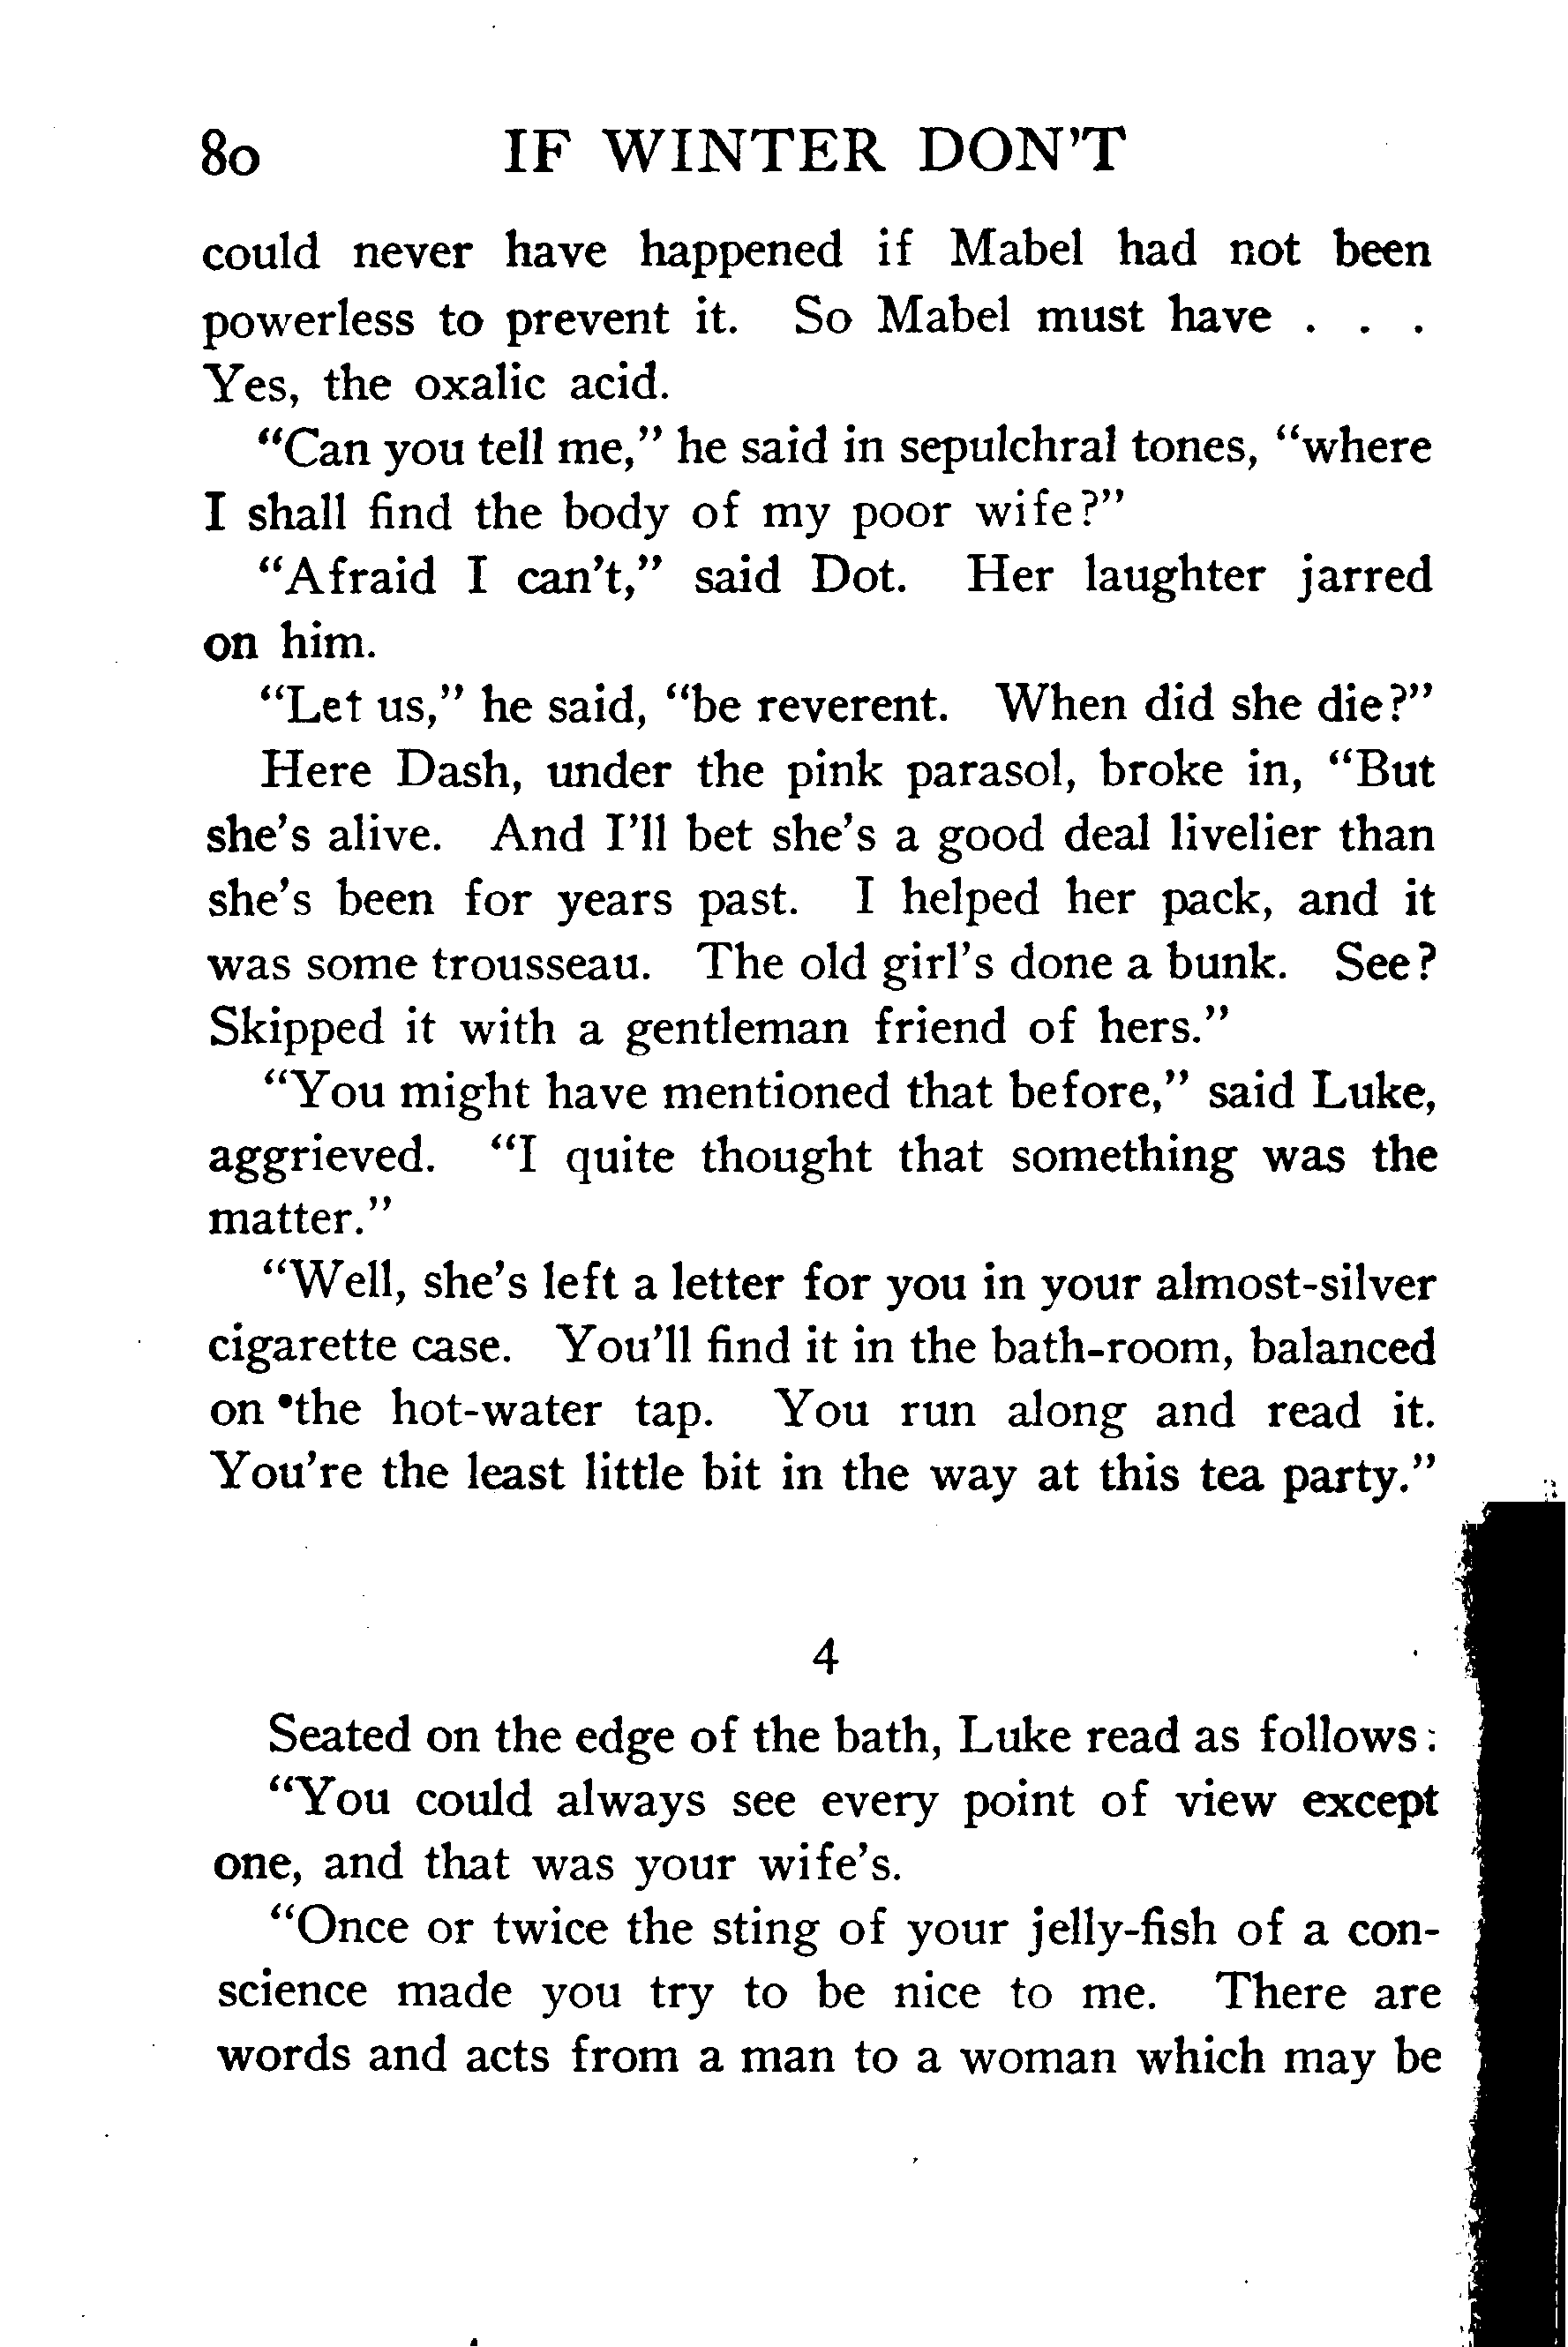 80 IF WINTER DON'T
could never have happened if Mabel had not been
powerless to prevent it. So Mabel must have . . .
Yes, the oxalic acid.
"Can you tell me," he said in sepulchral tones, "where
I shall find the body of my poor wife?"
"Afraid I can't," said Dot. Her laughter jarred
on him.
"Let us," he said, "be reverent. When did she die?"
Here Dash, under the pink parasol, broke in, "But
she's alive. And I'll bet she's a good deal livelier than
she's been for years past. I helped her pack, and it
was some trousseau. The old girl's done a bunk. See?
Skipped it with a gentleman friend of hers."
"You might have mentioned that before," said Luke,
aggrieved. "I quite thought that something was the
matter."
"Well, she's left a letter for you in your almost-silver
cigarette case. You'll find it in the bath-room, balanced
on the hot-water tap. You run along and read it.
You're the least little bit in the way at this tea party."
4
Seated on the edge of the bath, Luke read as follows:
"You could always see every point of view except
one, and that was your wife's.
"Once or twice the sting of your jelly-fish of a con-
science made you try to be nice to me. There are
words and acts from a man to a woman which may be